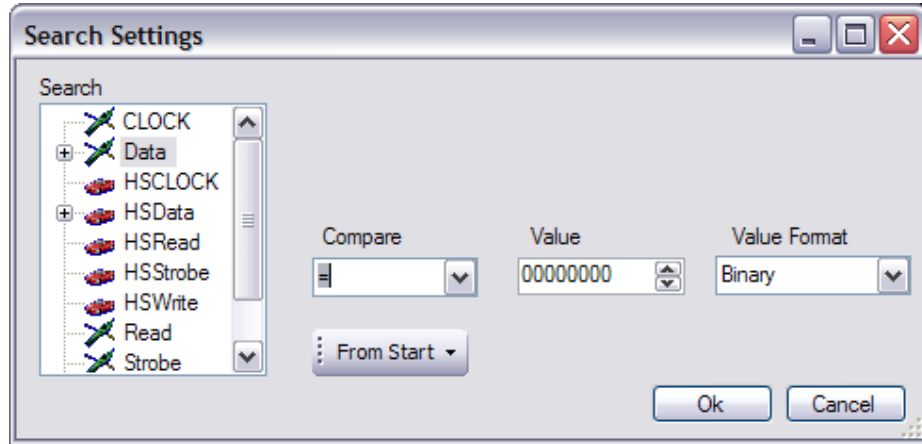 Search Settings
Search
CLOCK
Data
HSCLOCK
HSData
HSRead
HSStrobe
HSWrite
Read
Strobe
Compare
=
Value
00000000
Value Format
Binary
From Start
Ok
Cancel